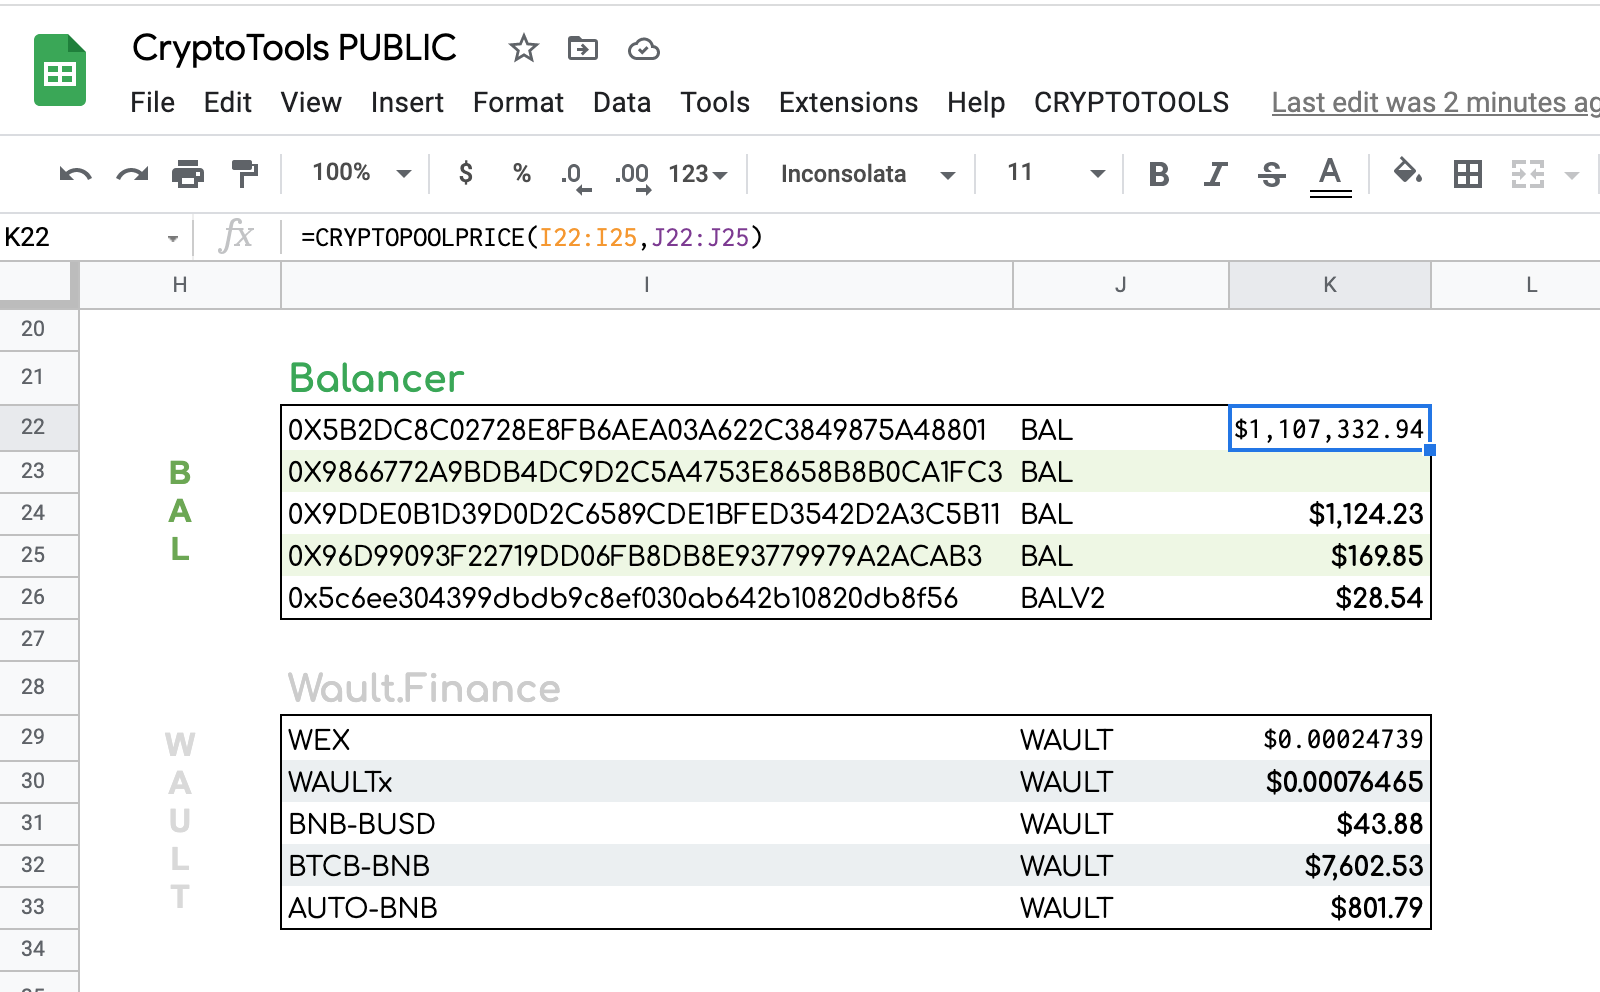 CryptoTools PUBLIC
File Edit View Insert Format Data Tools Extensions Help CRYPTOTOOLS Last edit was 2 minutes ag
100% $ % .0 .00 123 Inconsolata 11 B I S A
K22 fx =CRYPTOPOOLPRICE(I22:I25,J22:J25)
H I J K L
20
21 Balancer
22 0X5B2DC8C02728E8FB6AEA03A622C3849875A48801 BAL $1,107,332.94
23 B 0X9866772A9BDB4DC9D2C5A4753E8658B8B0CA1FC3 BAL
24 A 0X9DDE0B1D39D0D2C6589CDE1BFED3542D2A3C5B11 BAL $1,124.23
25 L 0X96D99093F22719DD06FB8DB8E93779979A2ACAB3 BAL $169.85
26 0x5c6ee304399dbdb9c8ef030ab642b10820db8f56 BALV2 $28.54
27
28 Wault.Finance
29 W WEX WAULT $0.00024739
30 A WAULTx WAULT $0.00076465
31 U BNB-BUSD WAULT $43.88
32 L BTCB-BNB WAULT $7,602.53
33 T AUTO-BNB WAULT $801.79
34